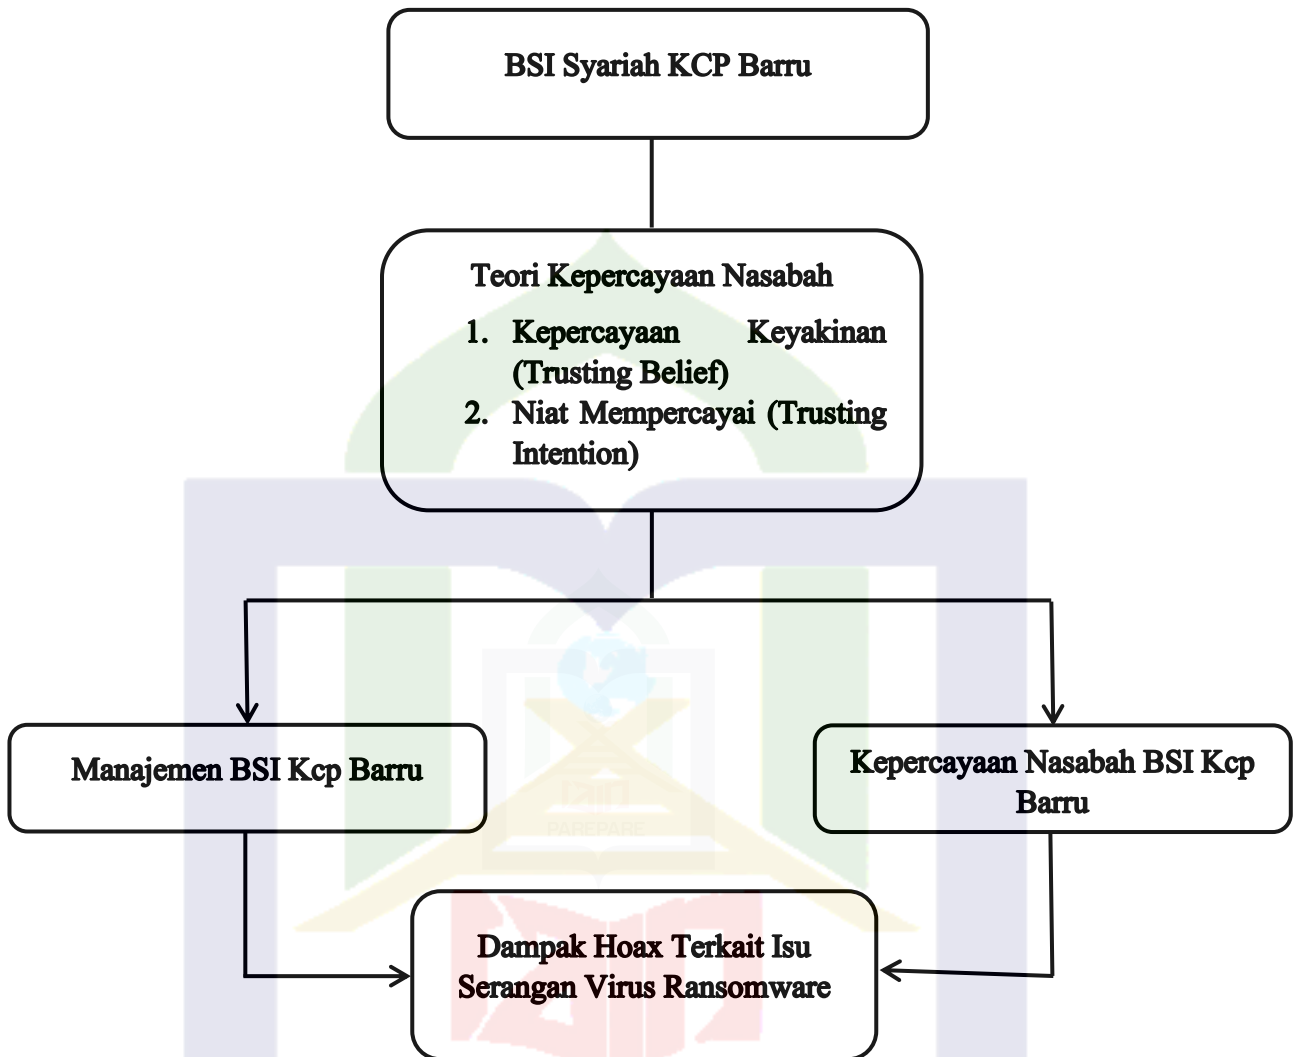 BSI Syariah KCP Barru
Teori Kepercayaan Nasabah
1. Kepercayaan Keyakinan
(Trusting Belief)
2. Niat Mempercayai (Trusting
Intention)
Manajemen BSI Kcp Barru
Kepercayaan Nasabah BSI Kcp
Barru
PAREPARE
Dampak Hoax Terkait Isu
Serangan Virus Ransomware